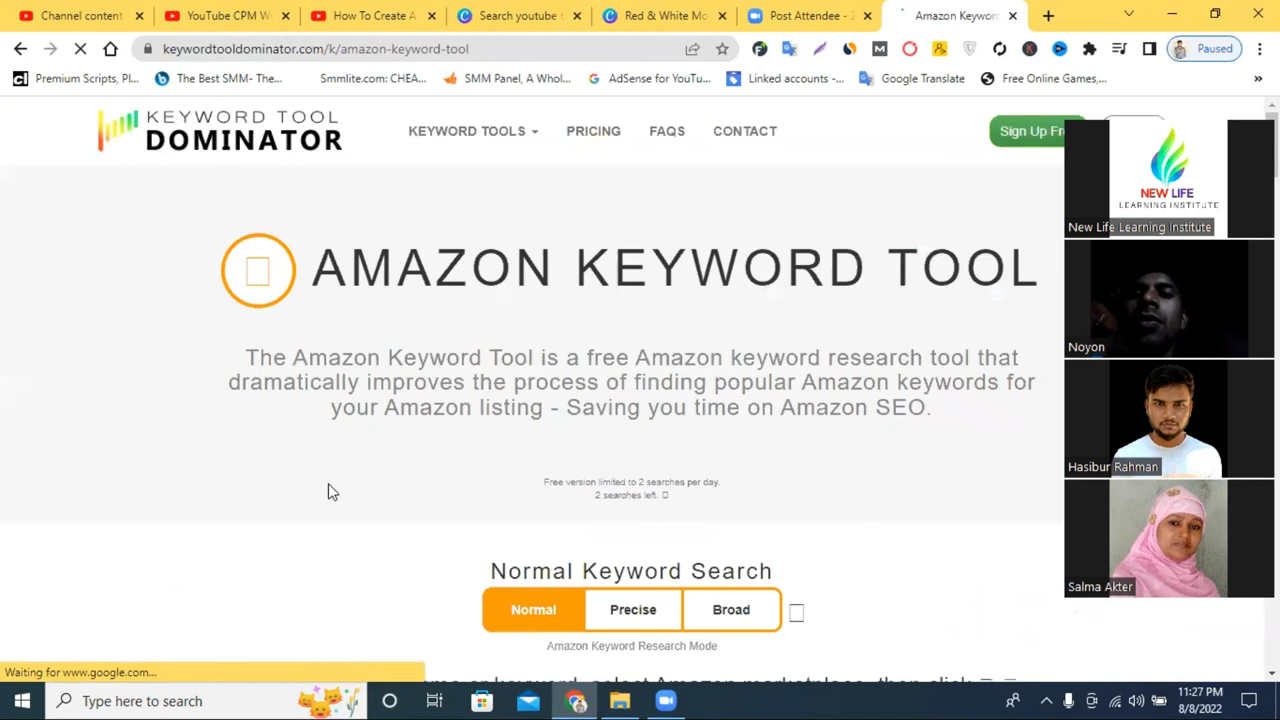 Channel content
YouTube CPM W
How To Create A
Search youtube t
Red & White Mo
Post Attendee - Z
Amazon Keywor
keywordtooldominator.com/k/amazon-keyword-tool
Paused
Premium Scripts, Pl...
The Best SMM- The...
Smmlite.com: CHEA...
SMM Panel, A Whol...
AdSense for YouTu...
Linked accounts -...
Google Translate
Free Online Games,...
KEYWORD TOOL
DOMINATOR
KEYWORD TOOLS
PRICING
FAQS
CONTACT
Sign Up Fr
NEW LIFE
LEARNING INSTITUTE
New Life Learning Institute
AMAZON KEYWORD TOOL
Noyon
The Amazon Keyword Tool is a free Amazon keyword research tool that
dramatically improves the process of finding popular Amazon keywords for
your Amazon listing - Saving you time on Amazon SEO.
Hasibur Rahman
Free version limited to 2 searches per day.
2 searches left.
Normal Keyword Search
Salma Akter
Normal
Precise
Broad
Amazon Keyword Research Mode
Waiting for www.google.com...
Type here to search
11:27 PM
8/8/2022